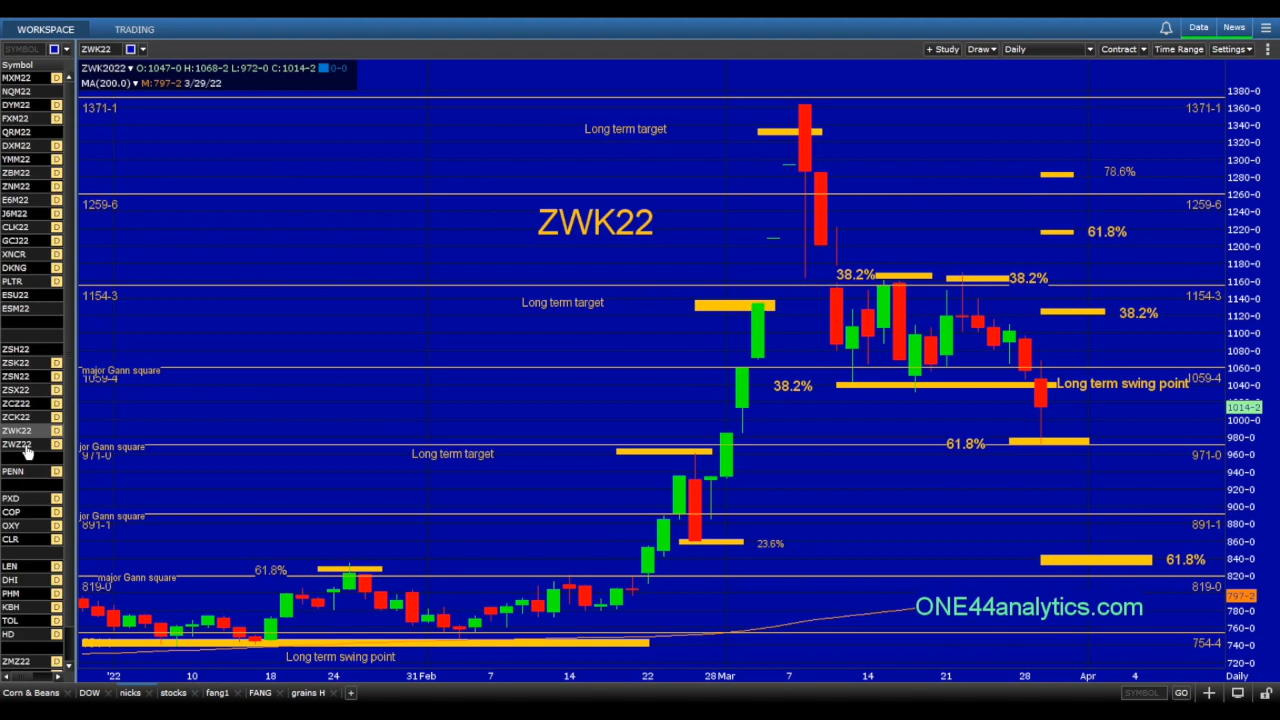 WORKSPACE
TRADING
Data
News
SYMBOL
ZWK22
+ Study
Draw
Daily
Contract
Time Range
Settings
Symbol
MXM22 D
NQM22
DYM22 D
FXM22 D
QRM22
DXM22 D
YMM22 D
ZBM22 D
ZNM22 D
E6M22 D
J6M22 D
CLK22 D
GCJ22 D
XNCR D
DKNG D
PLTR D
ESU22
ESM22
ZSH22
ZSK22 D
ZSN22 D
ZSX22 D
ZCZ22 D
ZCK22 D
ZWK22 D
ZWZ22 D
PENN D
PXD D
COP D
OXY D
CLR D
LEN D
DHI D
PHM D
KBH D
TOL D
HD D
ZMZ22 D
ZWK2022 O:1047-0 H:1068-2 L:972-0 C:1014-2 0-0
MA(200.0) M:797-2 3/29/22
1371-1
1371-1
Long term target
78.6%
1259-6
1259-6
ZWK22
61.8%
38.2%
38.2%
1154-3
1154-3
Long term target
38.2%
major Gann square
1059-4
1059-4
38.2%
Long term swing point
jor Gann square
971-0
971-0
Long term target
61.8%
jor Gann square
891-1
891-1
23.6%
61.8%
61.8%
major Gann square
819-0
819-0
ONE44analytics.com
754-4
Long term swing point
1380-0
1360-0
1340-0
1320-0
1300-0
1280-0
1260-0
1240-0
1220-0
1200-0
1180-0
1160-0
1140-0
1120-0
1100-0
1080-0
1060-0
1040-0
1014-2
1000-0
980-0
960-0
940-0
920-0
900-0
880-0
860-0
840-0
820-0
797-2
780-0
760-0
740-0
720-0
'22 10 18 24 31 Feb 7 14 22 28 Mar 7 14 21 28 Apr 4 Daily
Corn & Beans
DOW
nicks
stocks
fang1
FANG
grains H
+
SYMBOL
GO